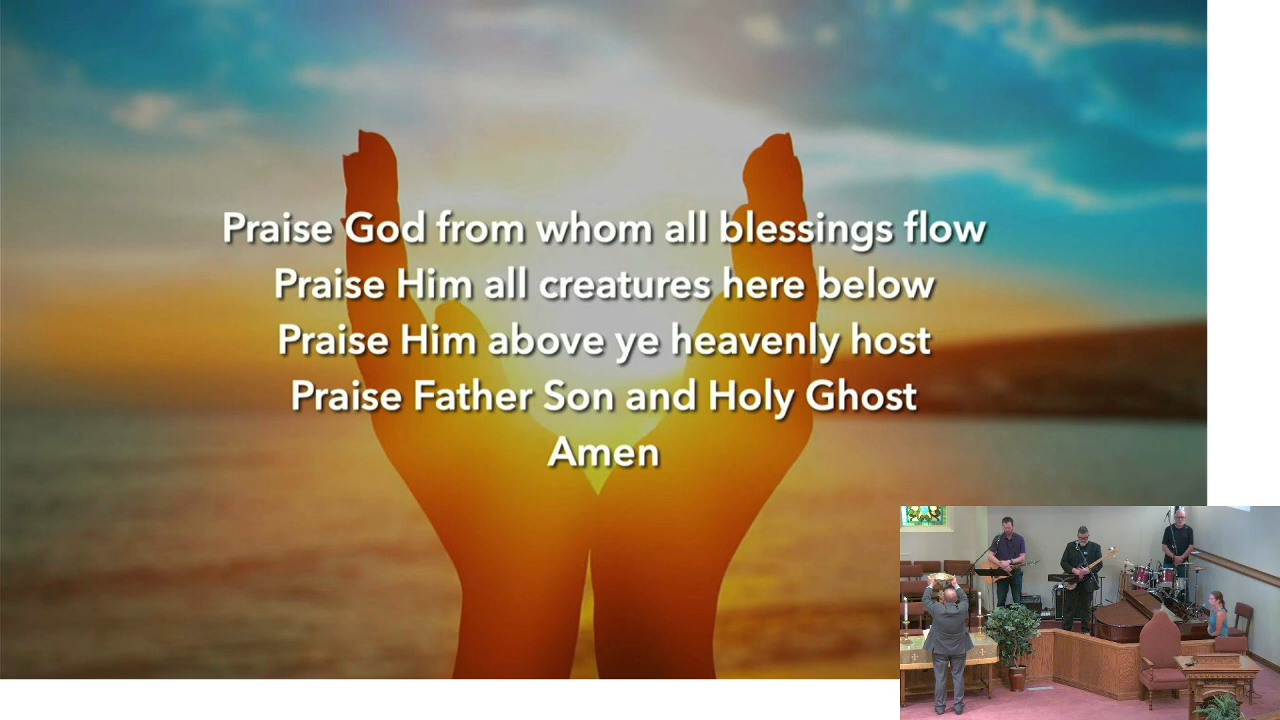 Praise God from whom all blessings flow
Praise Him all creatures here below
Praise Him above ye heavenly host
Praise Father Son and Holy Ghost
Amen